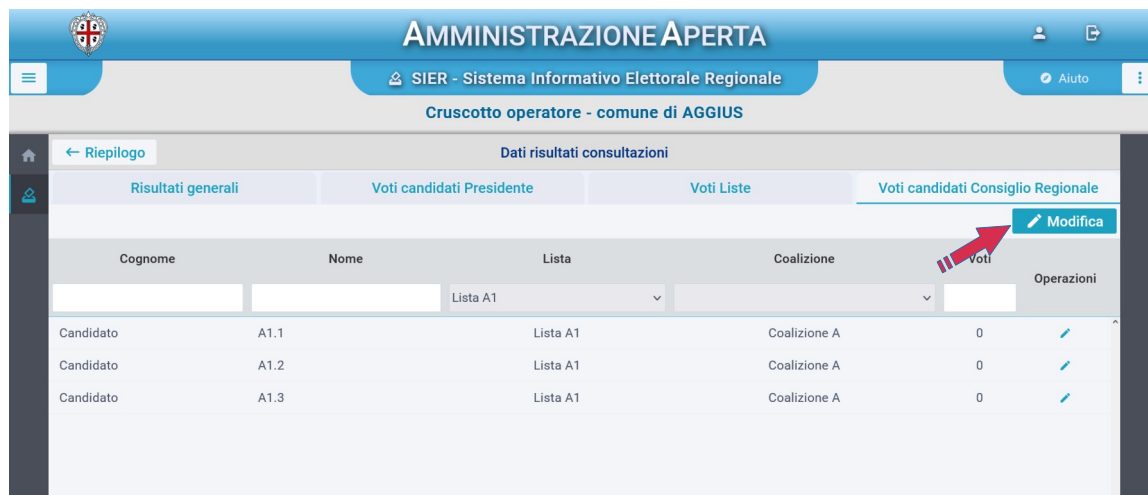 AMMINISTRAZIONE APERTA
SIER - Sistema Informativo Elettorale Regionale
Aiuto
Cruscotto operatore - comune di AGGIUS
← Riepilogo
Dati risultati consultazioni
Risultati generali
Voti candidati Presidente
Voti Liste
Voti candidati Consiglio Regionale
Modifica
Cognome Nome Lista Coalizione Voti Operazioni
Lista A1
Candidato A1.1 Lista A1 Coalizione A 0
Candidato A1.2 Lista A1 Coalizione A 0
Candidato A1.3 Lista A1 Coalizione A 0